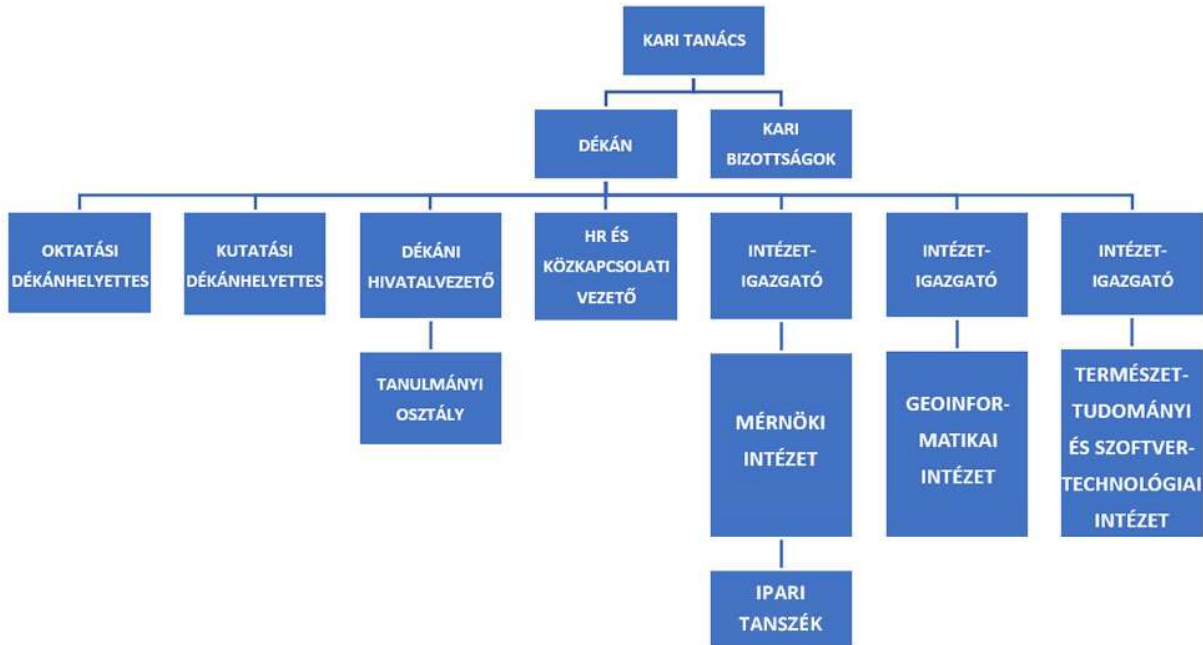 KARI TANÁCS
DÉKÁN
KARI
BIZOTTSÁGOK
OKTATÁSI
DÉKÁNHELYETTES
KUTATÁSI
DÉKÁNHELYETTES
DÉKÁNI
HIVATALVEZETŐ
HR ÉS
KÖZKAPCSOLATI
VEZETŐ
INTÉZET-
IGAZGATÓ
INTÉZET-
IGAZGATÓ
INTÉZET-
IGAZGATÓ
TANULMÁNYI
OSZTÁLY
MÉRNÖKI
INTÉZET
GEOINFOR-
MATIKAI
INTÉZET
TERMÉSZET-
TUDOMÁNYI
ÉS SZOFTVER-
TECHNOLÓGIAI
INTÉZET
IPARI
TANSZÉK